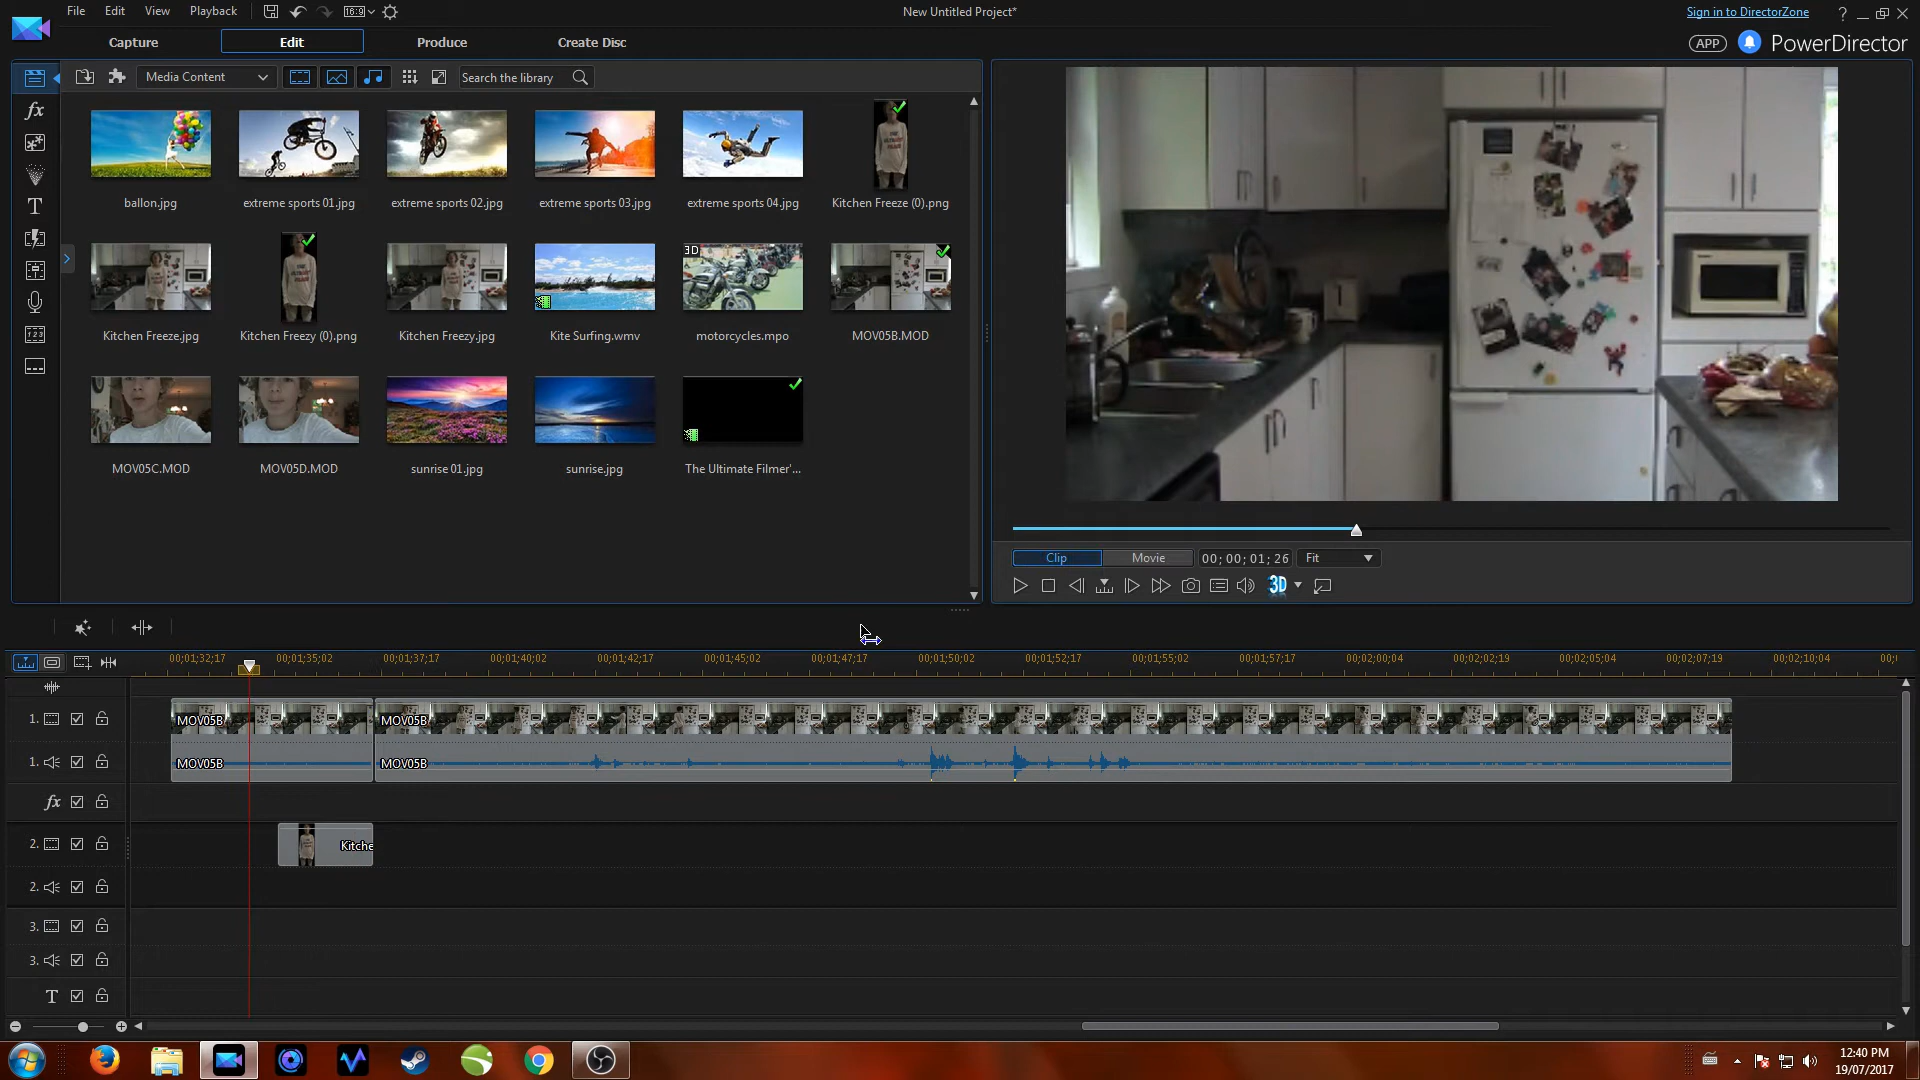 File Edit View Playback 16:9 New Untitled Project* Sign in to DirectorZone ?
Capture Edit Produce Create Disc APP PowerDirector
Media Content Search the library
fx
T
ballon.jpg extreme sports 01.jpg extreme sports 02.jpg extreme sports 03.jpg extreme sports 04.jpg Kitchen Freeze (0).png
3D
Kitchen Freeze.jpg Kitchen Freezy (0).png Kitchen Freezy.jpg Kite Surfing.wmv motorcycles.mpo MOV05B.MOD
MOV05C.MOD MOV05D.MOD sunrise 01.jpg sunrise.jpg The Ultimate Filmer'...
Clip Movie 00; 00; 01; 26 Fit
3D
00;01;32;17 00;01;35;02 00;01;37;17 00;01;40;02 00;01;42;17 00;01;45;02 00;01;47;17 00;01;50;02 00;01;52;17 00;01;55;02 00;01;57;17 00;02;00;04 00;02;02;19 00;02;05;04 00;02;07;19 00;02;10;04
1. MOV05B MOV05B
1. MOV05B MOV05B
fx
2. Kitche
2.
3.
3.
T
12:40 PM
19/07/2017